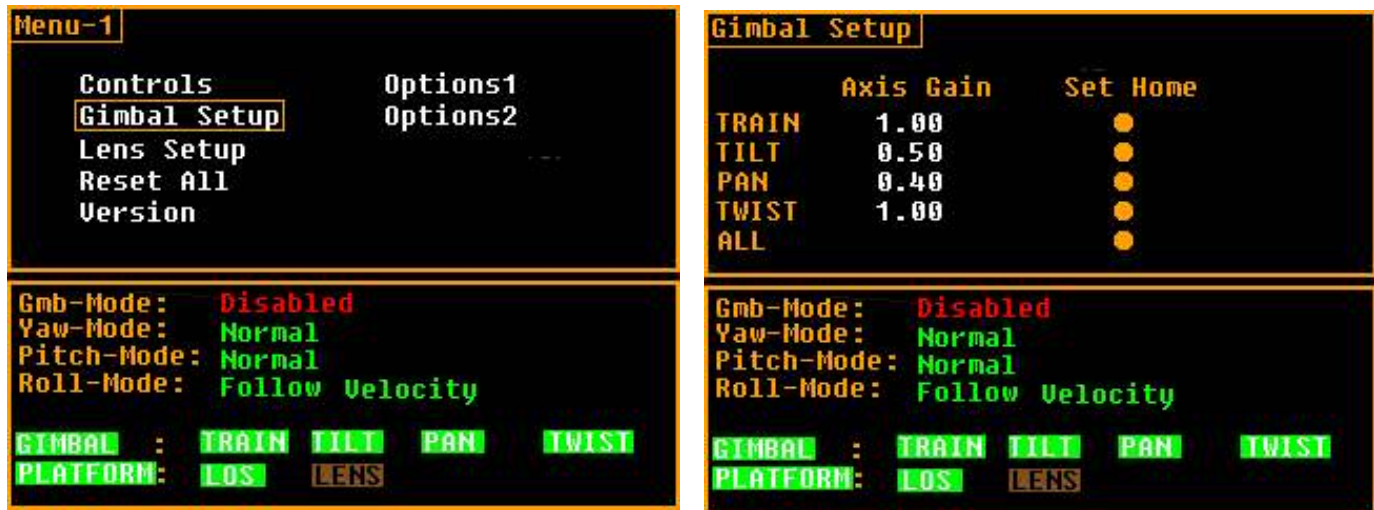 Menu-1
Controls Options1
Gimbal Setup Options2
Lens Setup
Reset All
Version
Gmb-Mode: Disabled
Yaw-Mode: Normal
Pitch-Mode: Normal
Roll-Mode: Follow Velocity
GIMBAL : TRAIN TILT PAN TWIST
PLATFORM: LOS LENS
Gimbal Setup
Axis Gain Set Home
TRAIN 1.00
TILT 0.50
PAN 0.40
TWIST 1.00
ALL
Gmb-Mode: Disabled
Yaw-Mode: Normal
Pitch-Mode: Normal
Roll-Mode: Follow Velocity
GIMBAL : TRAIN TILT PAN TWIST
PLATFORM: LOS LENS